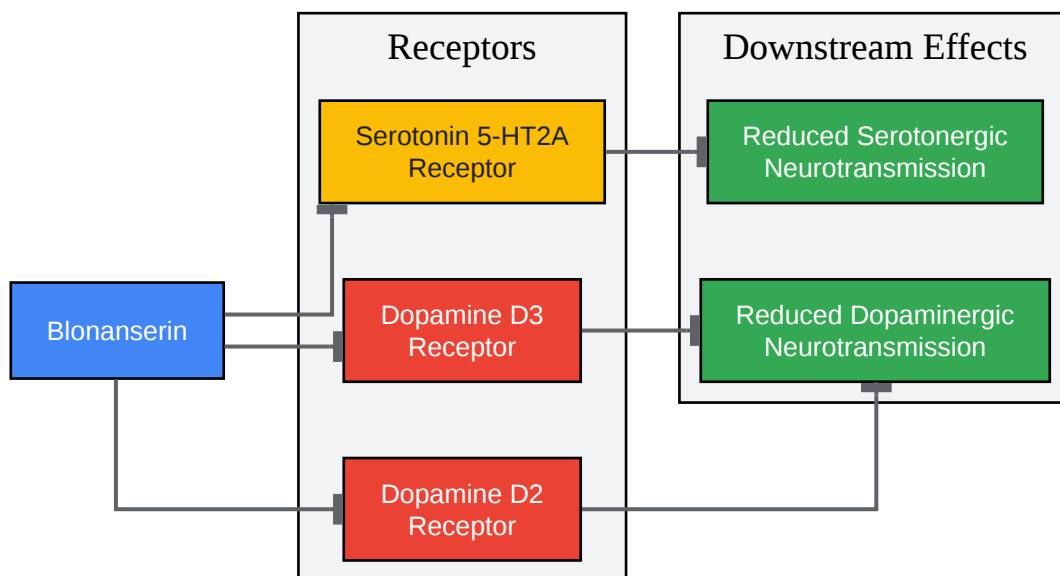 Receptors
Downstream Effects
Serotonin 5-HT2A
Receptor
Reduced Serotonergic
Neurotransmission
Blonanserin
Dopamine D3
Receptor
Reduced Dopaminergic
Neurotransmission
Dopamine D2
Receptor